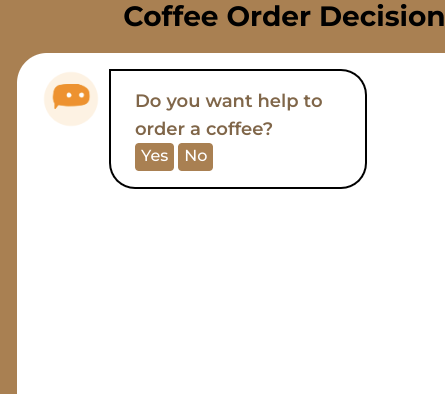 Coffee Order Decision
Do you want help to
order a coffee?
Yes No